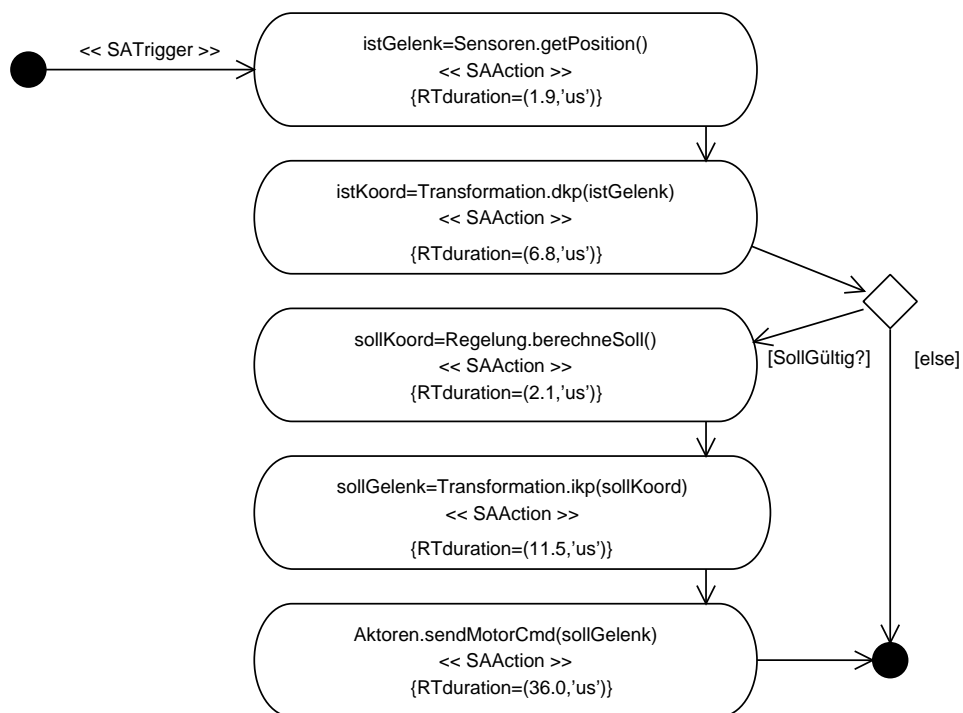 << SATrigger >>
istGelenk=Sensoren.getPosition()
<< SAAction >>
{RTduration=(1.9,’us’)}
istKoord=Transformation.dkp(istGelenk)
<< SAAction >>
{RTduration=(6.8,’us’)}
sollKoord=Regelung.berechneSoll()
<< SAAction >>
{RTduration=(2.1,’us’)}
[SollGültig?]
[else]
sollGelenk=Transformation.ikp(sollKoord)
<< SAAction >>
{RTduration=(11.5,’us’)}
Aktoren.sendMotorCmd(sollGelenk)
<< SAAction >>
{RTduration=(36.0,’us’)}